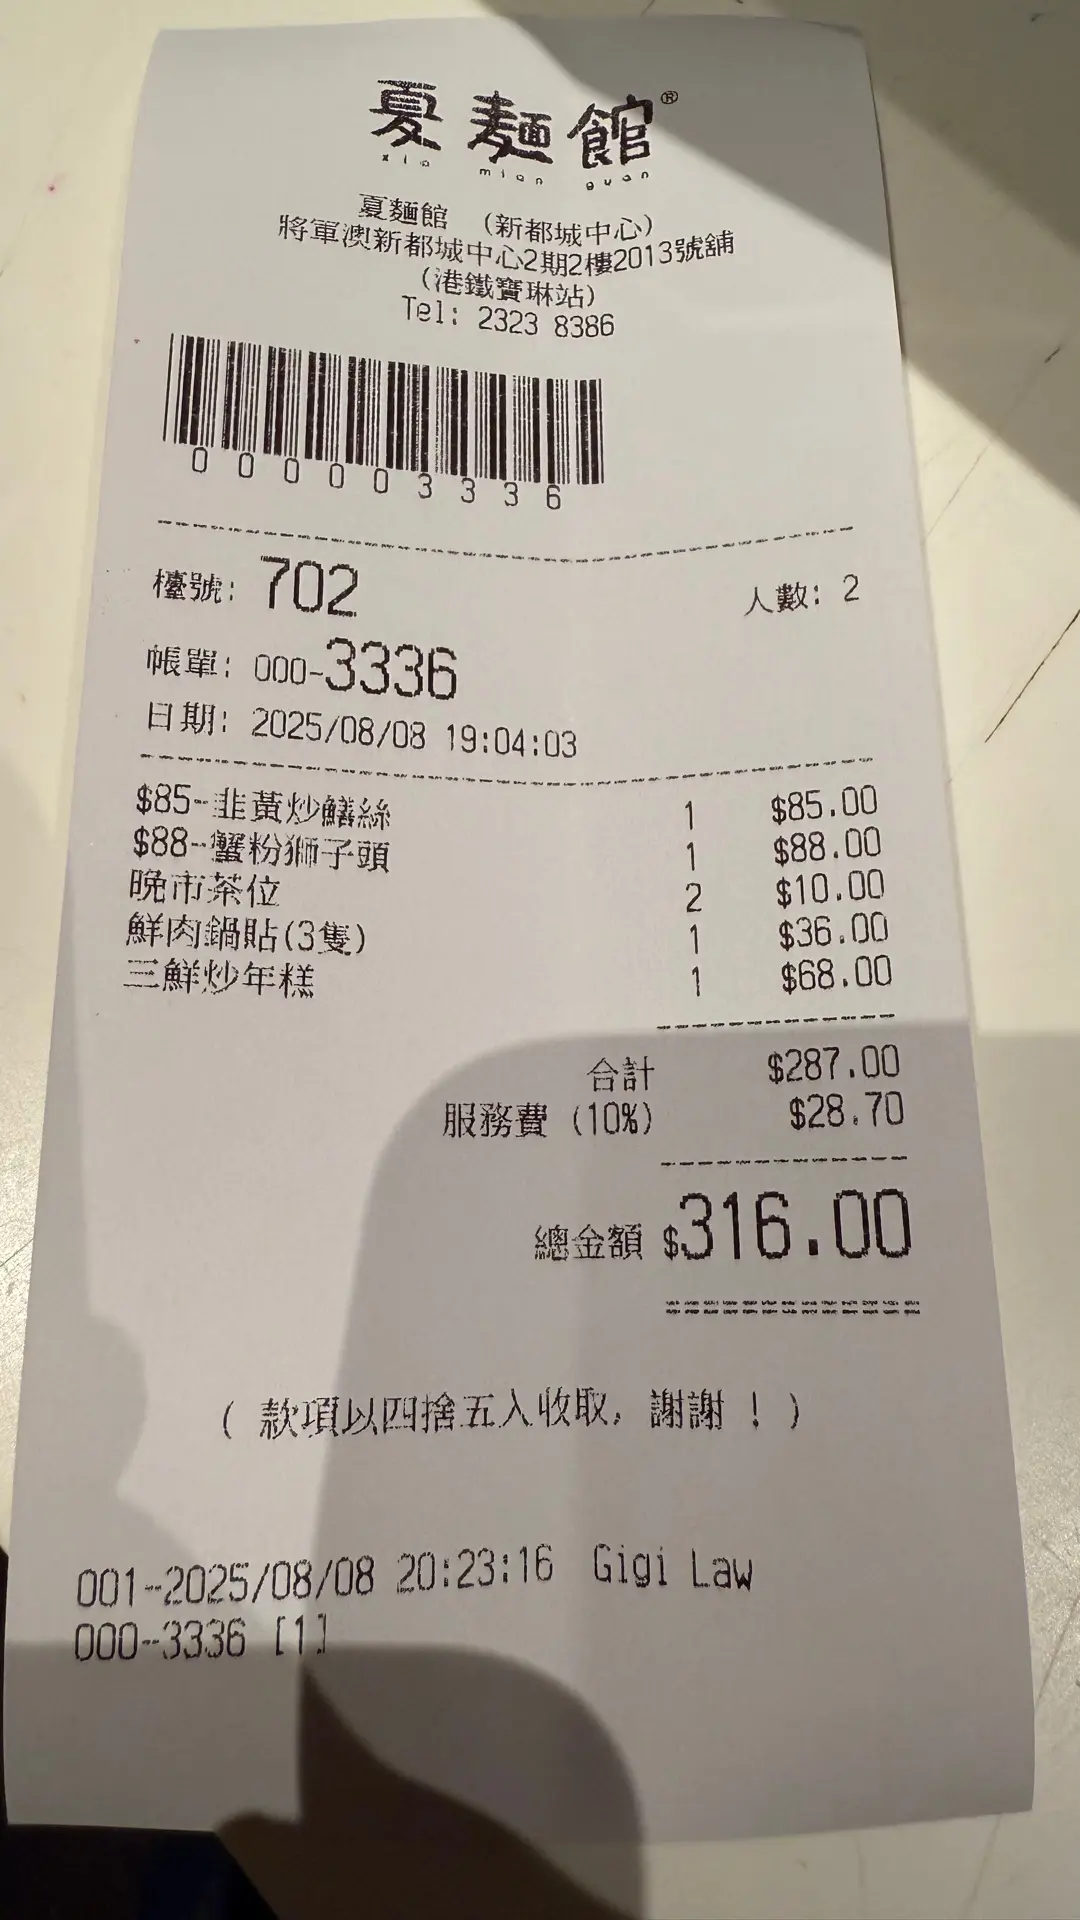 夏麵館®
xia mian guan
夏麵館 (新都城中心)
將軍澳新都城中心2期2樓2013號舖
(港鐵寶琳站)
Tel: 2323 8386
000003336
檯號: 702 人數: 2
帳單: 000-3336
日期: 2025/08/08 19:04:03
$85-韭黃炒鱔絲 1 $85.00
$88-蟹粉獅子頭 1 $88.00
晚市茶位 2 $10.00
鮮肉鍋貼(3隻) 1 $36.00
三鮮炒年糕 1 $68.00
合計 $287.00
服務費 (10%) $28.70
總金額 $316.00
( 款項以四捨五入收取, 謝謝 ! )
001-2025/08/08 20:23:16 Gigi Law
000-3336 [1]